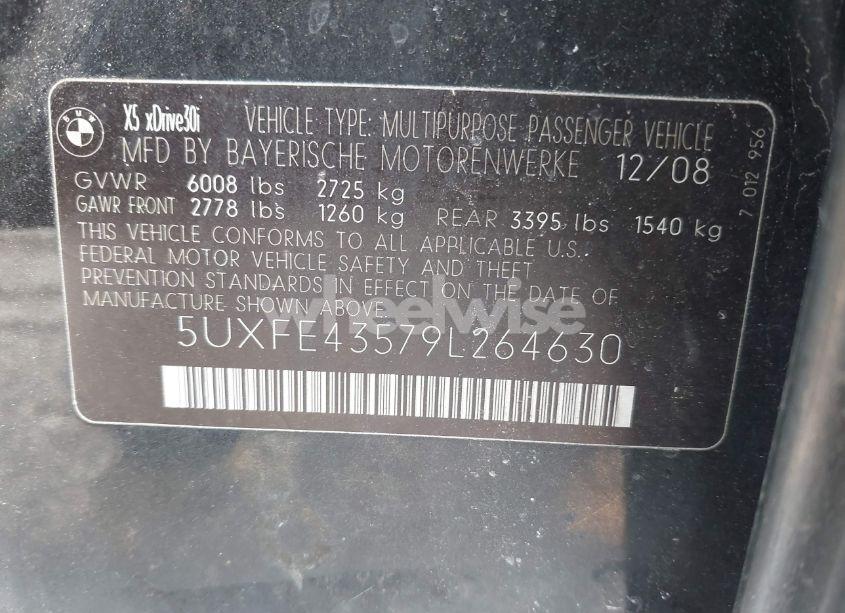 BMW
X5 xDrive30i VEHICLE TYPE: MULTIPURPOSE PASSENGER VEHICLE
MFD BY BAYERISCHE MOTORENWERKE 12/08
GVWR 6008 lbs 2725 kg
GAWR FRONT 2778 lbs 1260 kg REAR 3395 lbs 1540 kg
THIS VEHICLE CONFORMS TO ALL APPLICABLE U.S.
FEDERAL MOTOR VEHICLE SAFETY AND THEFT
PREVENTION STANDARDS IN EFFECT ON THE DATE OF
MANUFACTURE SHOWN ABOVE:
5UXFE43579L264630
7 012 956
wheelwise